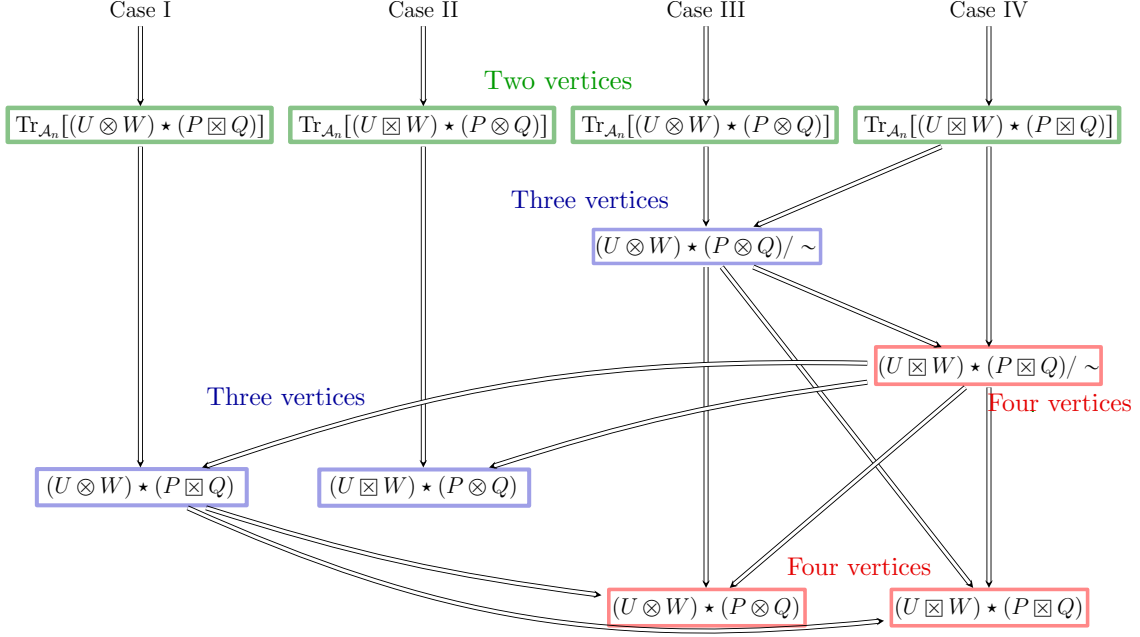 Case I Case II Case III Case IV
Two vertices
Tr_{𝒜_n}[(U ⊗ W) ⋆ (P ⊠ Q)] Tr_{𝒜_n}[(U ⊠ W) ⋆ (P ⊗ Q)] Tr_{𝒜_n}[(U ⊗ W) ⋆ (P ⊗ Q)] Tr_{𝒜_n}[(U ⊠ W) ⋆ (P ⊠ Q)]
Three vertices
(U ⊗ W) ⋆ (P ⊗ Q)/ ∼
(U ⊠ W) ⋆ (P ⊠ Q)/ ∼
Three vertices Four vertices
(U ⊗ W) ⋆ (P ⊠ Q) (U ⊠ W) ⋆ (P ⊗ Q)
Four vertices
(U ⊗ W) ⋆ (P ⊗ Q) (U ⊠ W) ⋆ (P ⊠ Q)